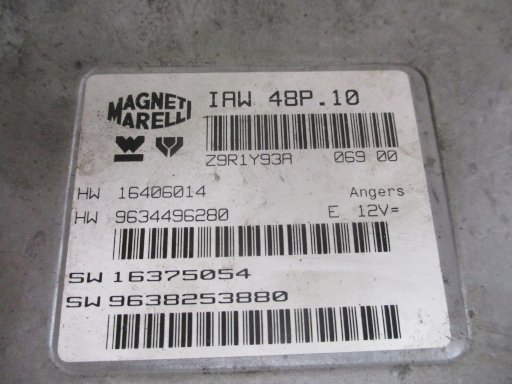 MAGNETI MARELLI IAW 48P.10
Z9R1Y93A 069 00
HW 16406014 Angers
HW 9634496280 E 12V=
SW 16375054
SW 9638253880